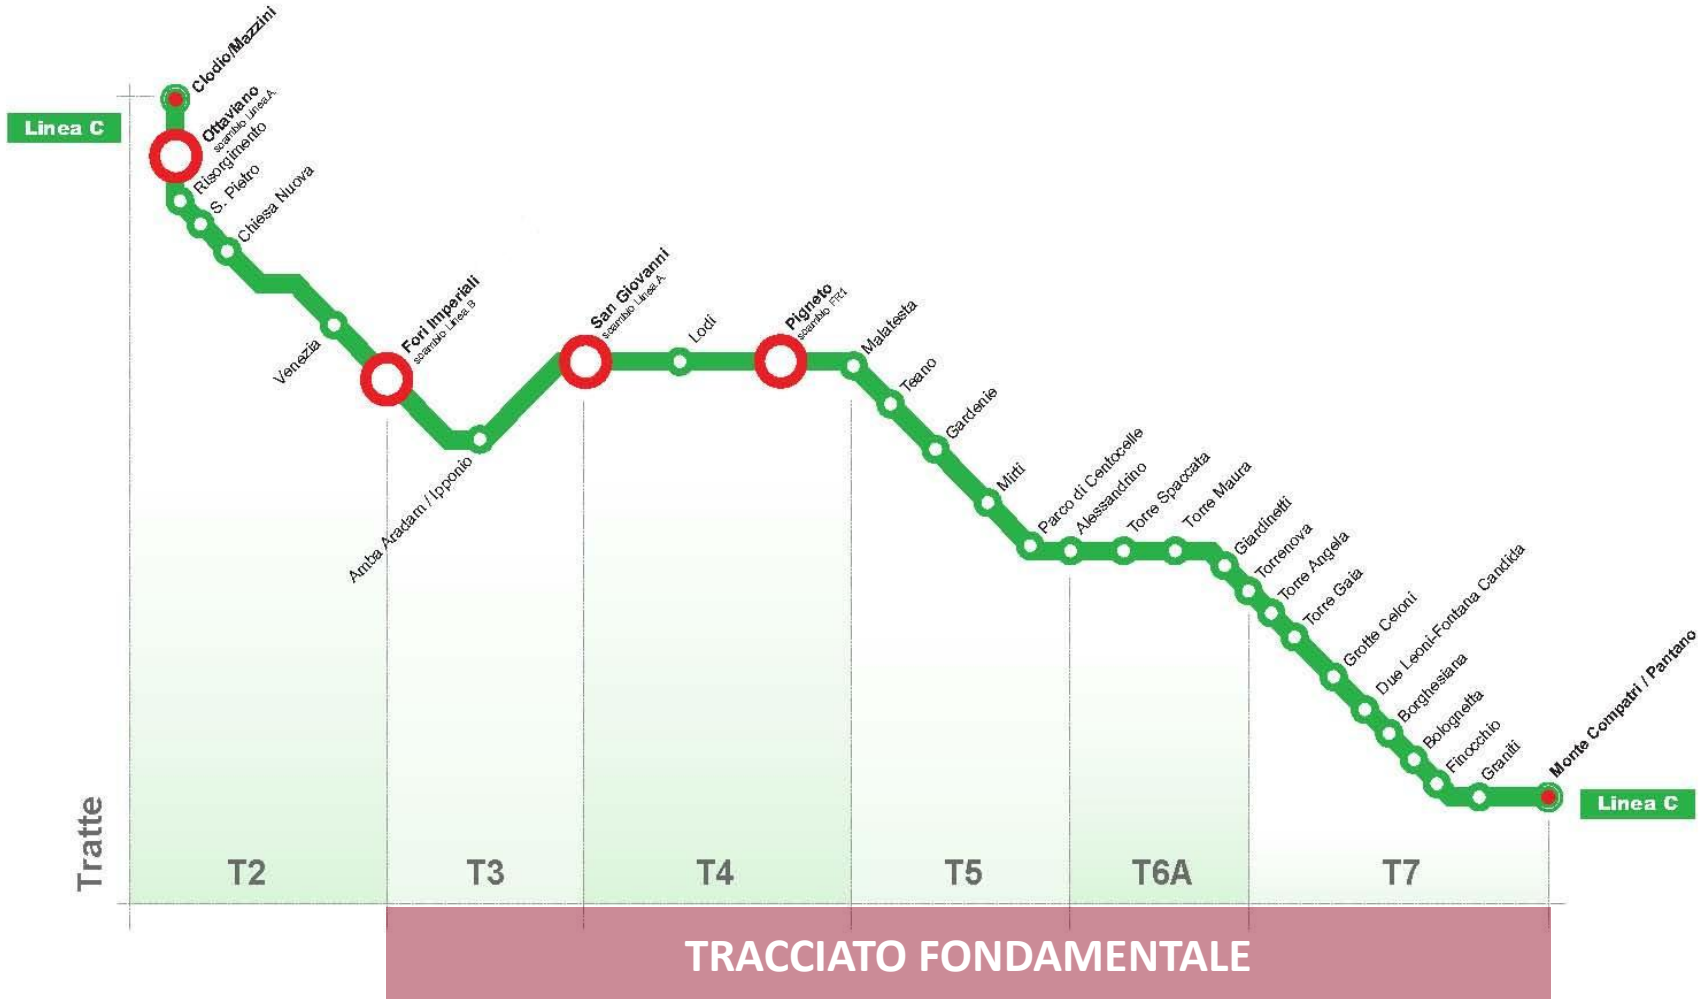 Linea C
Clodio/Mazzini
Ottaviano
scambio Linea A
Risorgimento
S. Pietro
Chiesa Nuova
Venezia
Fori Imperiali
scambio Linea B
Amba Aradam / Ipponio
San Giovanni
scambio Linea A
Lodi
Pigneto
scambio FR1
Malatesta
Teano
Gardenie
Mirti
Parco di Centocelle
Alessandrino
Torre Spaccata
Torre Maura
Giardinetti
Torrenova
Torre Angela
Torre Gaia
Grotte Celoni
Due Leoni-Fontana Candida
Borghesiana
Bolognetta
Finocchio
Graniti
Monte Compatri / Pantano
Linea C
Tratte
T2
T3
T4
T5
T6A
T7
TRACCIATO FONDAMENTALE